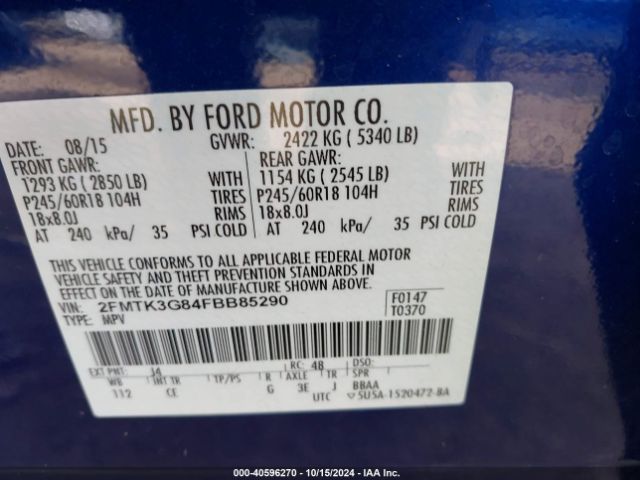 MFD. BY FORD MOTOR CO.
DATE: 08/15 GVWR: 2422 KG ( 5340 LB)
FRONT GAWR: REAR GAWR:
1293 KG ( 2850 LB) WITH 1154 KG ( 2545 LB) WITH
P245/60R18 104H TIRES P245/60R18 104H TIRES
18x8.0J RIMS 18x8.0J RIMS
AT 240 kPa/ 35 PSI COLD AT 240 kPa/ 35 PSI COLD
THIS VEHICLE CONFORMS TO ALL APPLICABLE FEDERAL MOTOR
VEHICLE SAFETY AND THEFT PREVENTION STANDARDS IN
EFFECT ON THE DATE OF MANUFACTURE SHOWN ABOVE.
VIN: 2FMTK3G84FBB85290 F0147
TYPE: MPV T0370
EXT PNT: J4 RC: 48 DSO:
WB INT TR TP/PS R AXLE TR SPR
112 CE G 3E J BBAA
UTC 5U5A-1520472-BA
000-40596270 - 10/15/2024 - IAAI.COM